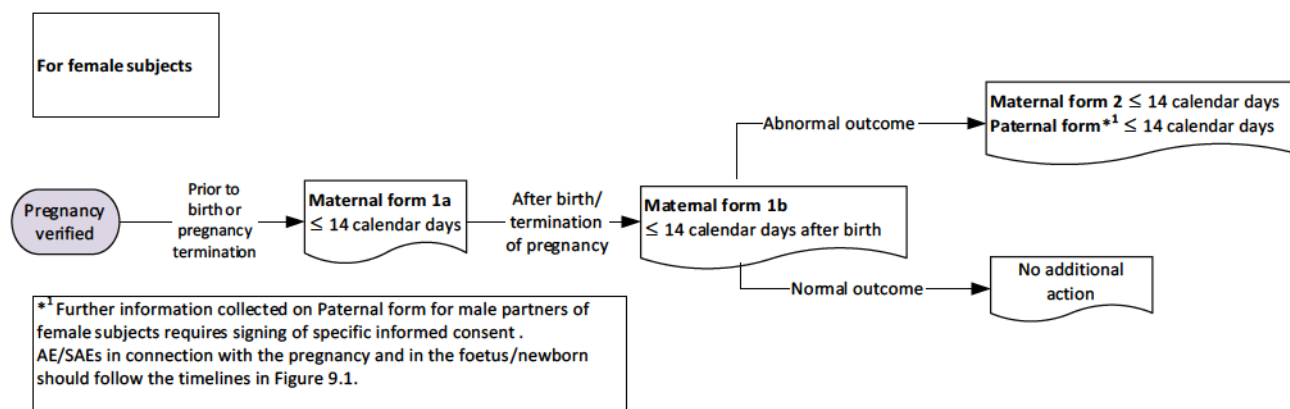 For female subjects
Maternal form 2 ≤ 14 calendar days
Paternal form*¹ ≤ 14 calendar days
Abnormal outcome
Pregnancy
verified
Prior to
birth or
pregnancy
termination
Maternal form 1a
≤ 14 calendar days
After birth/
termination
of pregnancy
Maternal form 1b
≤ 14 calendar days after birth
Normal outcome
No additional
action
*¹ Further information collected on Paternal form for male partners of
female subjects requires signing of specific informed consent .
AE/SAEs in connection with the pregnancy and in the foetus/newborn
should follow the timelines in Figure 9.1.